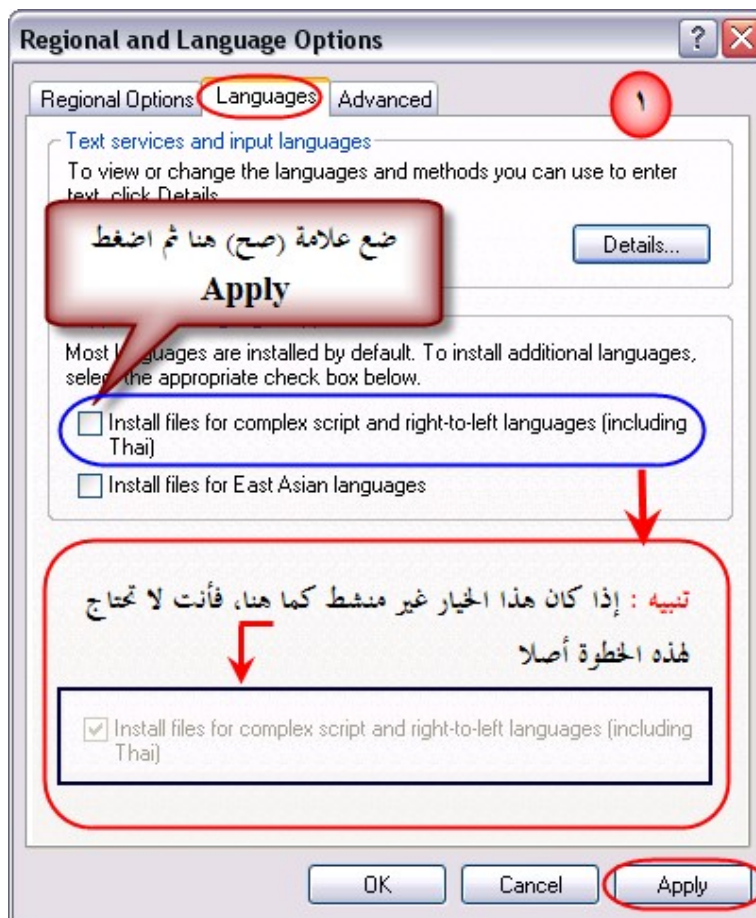 Regional and Language Options
Regional Options Languages Advanced
١
Text services and input languages
To view or change the languages and methods you can use to enter
text, click Details.
ضع علامة (صح) هنا ثم اضغط
Apply
Details...
Most languages are installed by default. To install additional languages,
select the appropriate check box below.
Install files for complex script and right-to-left languages (including
Thai)
Install files for East Asian languages
تنبيه : إذا كان هذا الخيار غير منشط كما هنا، فأنت لا تحتاج
لهذه الخطوة أصلا
Install files for complex script and right-to-left languages (including
Thai)
OK Cancel Apply